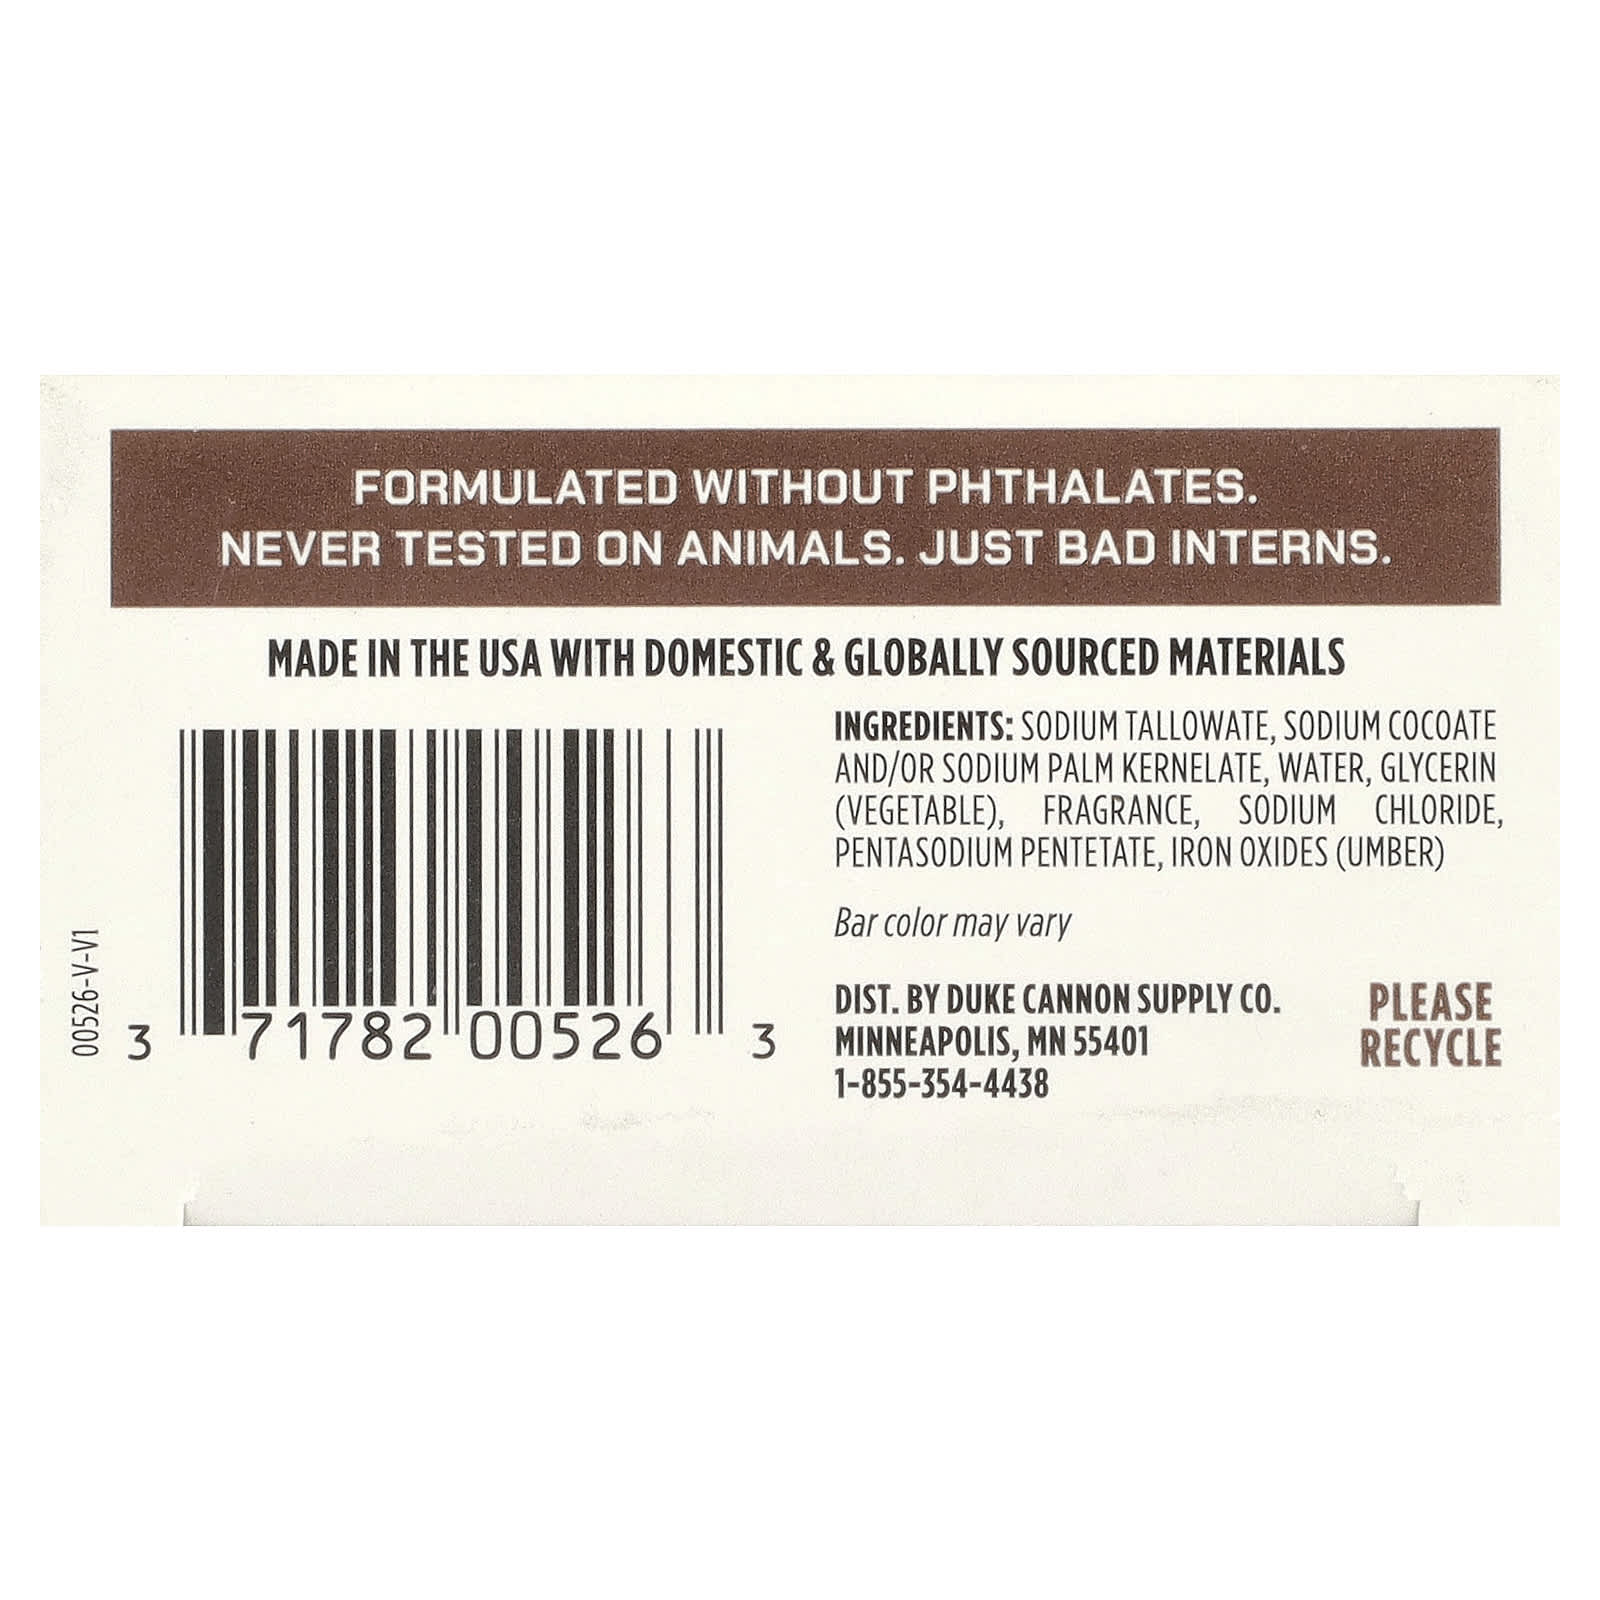 FORMULATED WITHOUT PHTHALATES.
NEVER TESTED ON ANIMALS. JUST BAD INTERNS.
MADE IN THE USA WITH DOMESTIC & GLOBALLY SOURCED MATERIALS
INGREDIENTS: SODIUM TALLOWATE, SODIUM COCOATE
AND/OR SODIUM PALM KERNELATE, WATER, GLYCERIN
(VEGETABLE), FRAGRANCE, SODIUM CHLORIDE,
PENTASODIUM PENTETATE, IRON OXIDES (UMBER)
Bar color may vary
DIST. BY DUKE CANNON SUPPLY CO.
MINNEAPOLIS, MN 55401
1-855-354-4438
PLEASE
RECYCLE
00526-V-V1
3 71782 00526 3